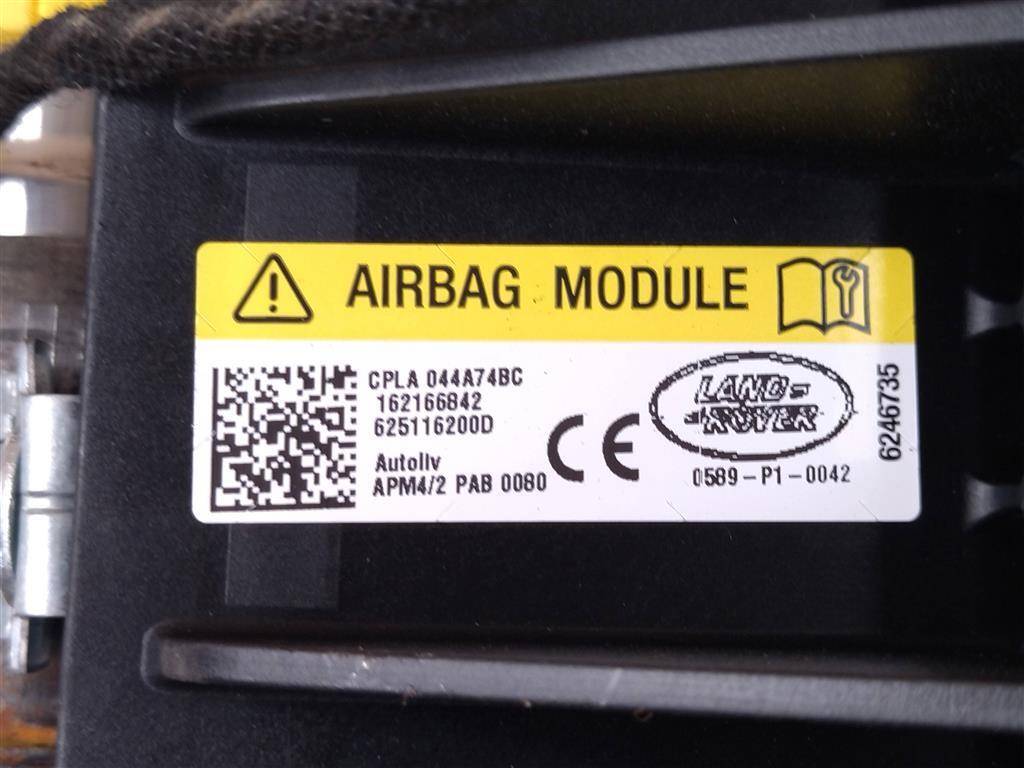 AIRBAG MODULE
CPLA 044A74BC
162166842
625116200D
Autoliv
APM4/2 PAB 0080
CE
LAND-
ROVER
0589-P1-0042
6246735